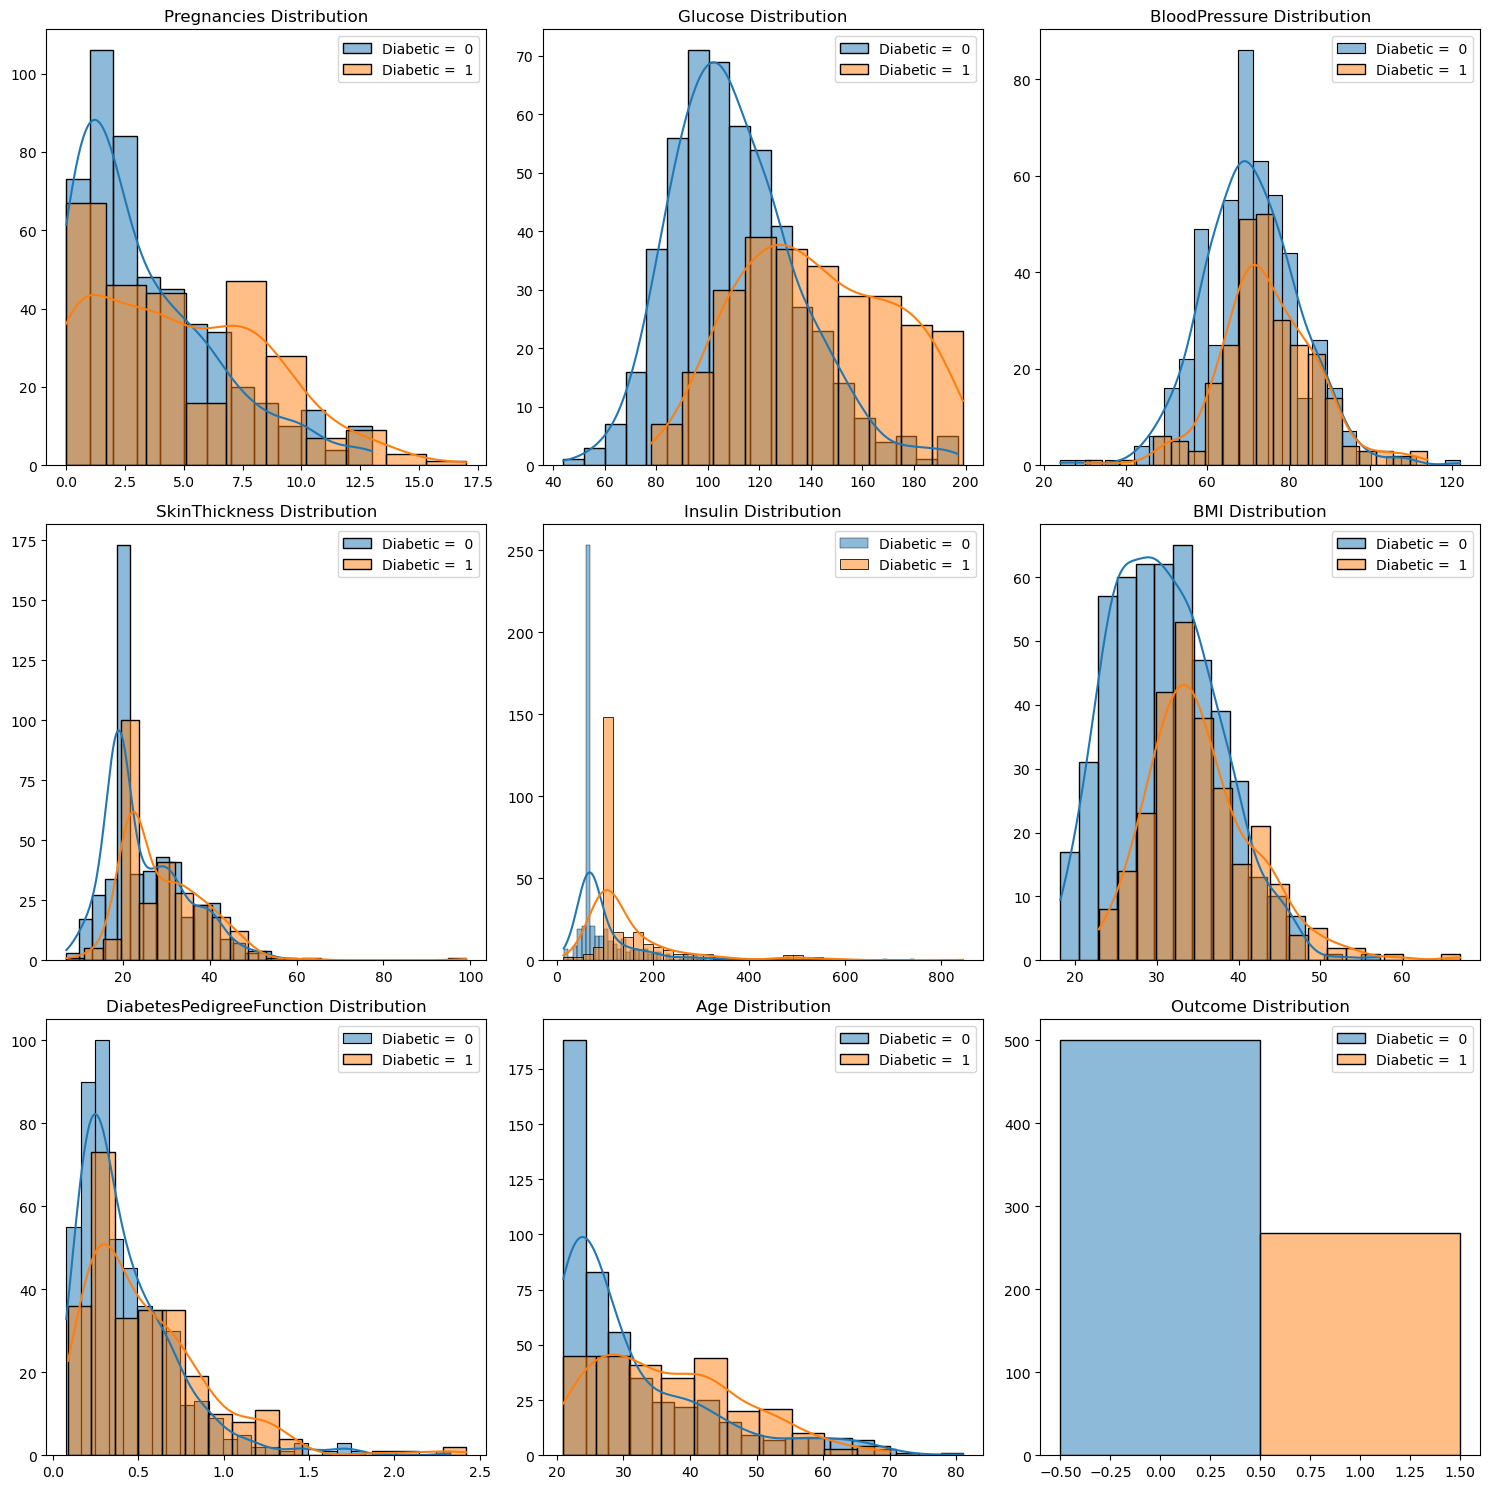 Pregnancies Distribution
Diabetic =  0
Diabetic =  1
100
80
60
40
20
0
0.0 2.5 5.0 7.5 10.0 12.5 15.0 17.5
Glucose Distribution
Diabetic =  0
Diabetic =  1
70
60
50
40
30
20
10
0
40 60 80 100 120 140 160 180 200
BloodPressure Distribution
Diabetic =  0
Diabetic =  1
80
60
40
20
0
20 40 60 80 100 120
SkinThickness Distribution
Diabetic =  0
Diabetic =  1
175
150
125
100
75
50
25
0
20 40 60 80 100
Insulin Distribution
Diabetic =  0
Diabetic =  1
250
200
150
100
50
0
0 200 400 600 800
BMI Distribution
Diabetic =  0
Diabetic =  1
60
50
40
30
20
10
0
20 30 40 50 60
DiabetesPedigreeFunction Distribution
Diabetic =  0
Diabetic =  1
100
80
60
40
20
0
0.0 0.5 1.0 1.5 2.0 2.5
Age Distribution
Diabetic =  0
Diabetic =  1
175
150
125
100
75
50
25
0
20 30 40 50 60 70 80
Outcome Distribution
Diabetic =  0
Diabetic =  1
500
400
300
200
100
0
−0.50 −0.25 0.00 0.25 0.50 0.75 1.00 1.25 1.50